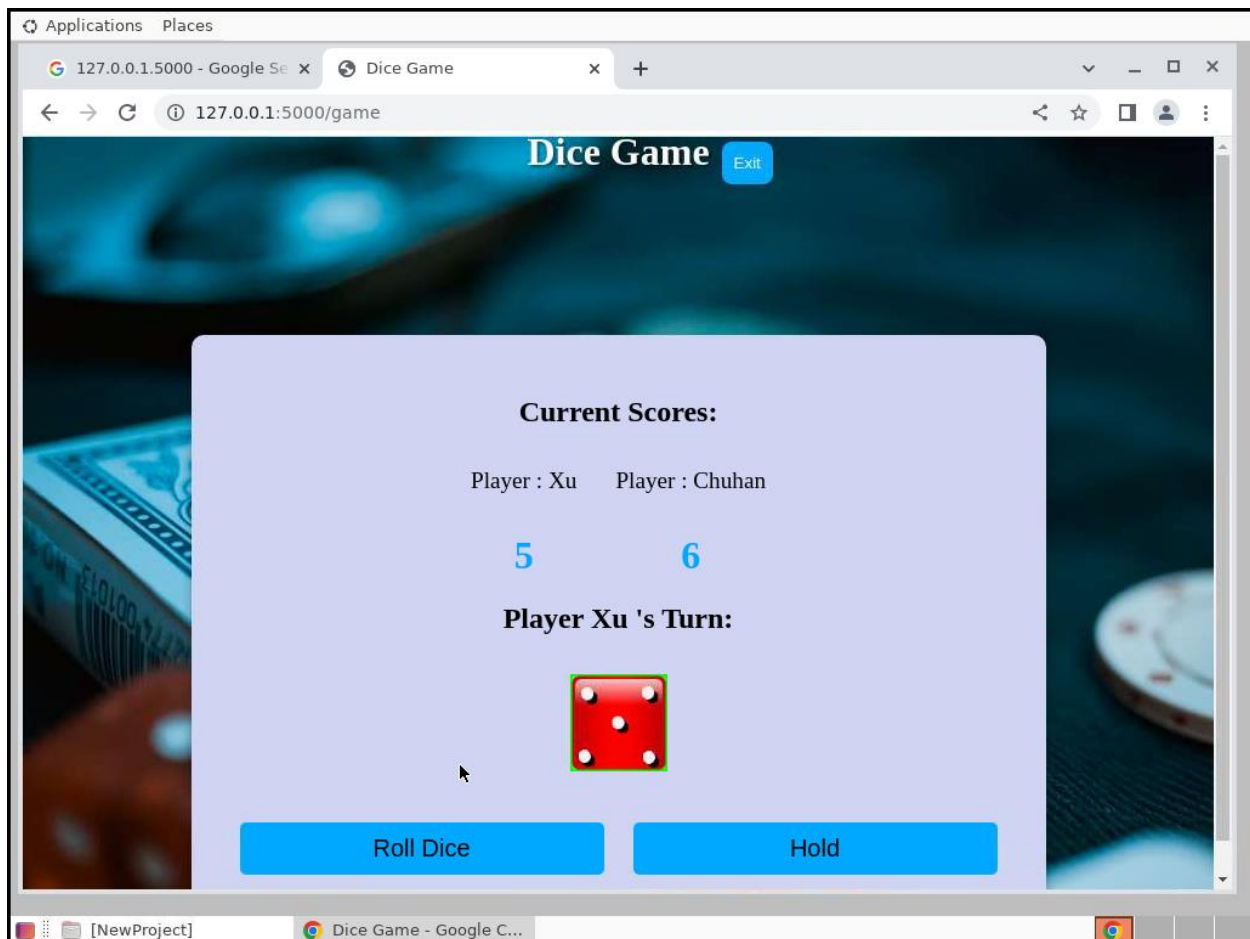 Applications Places
127.0.0.1.5000 - Google Se
Dice Game
127.0.0.1:5000/game
Dice Game Exit
Current Scores:
Player : Xu Player : Chuhan
5 6
Player Xu 's Turn:
Roll Dice Hold
[NewProject] Dice Game - Google C...